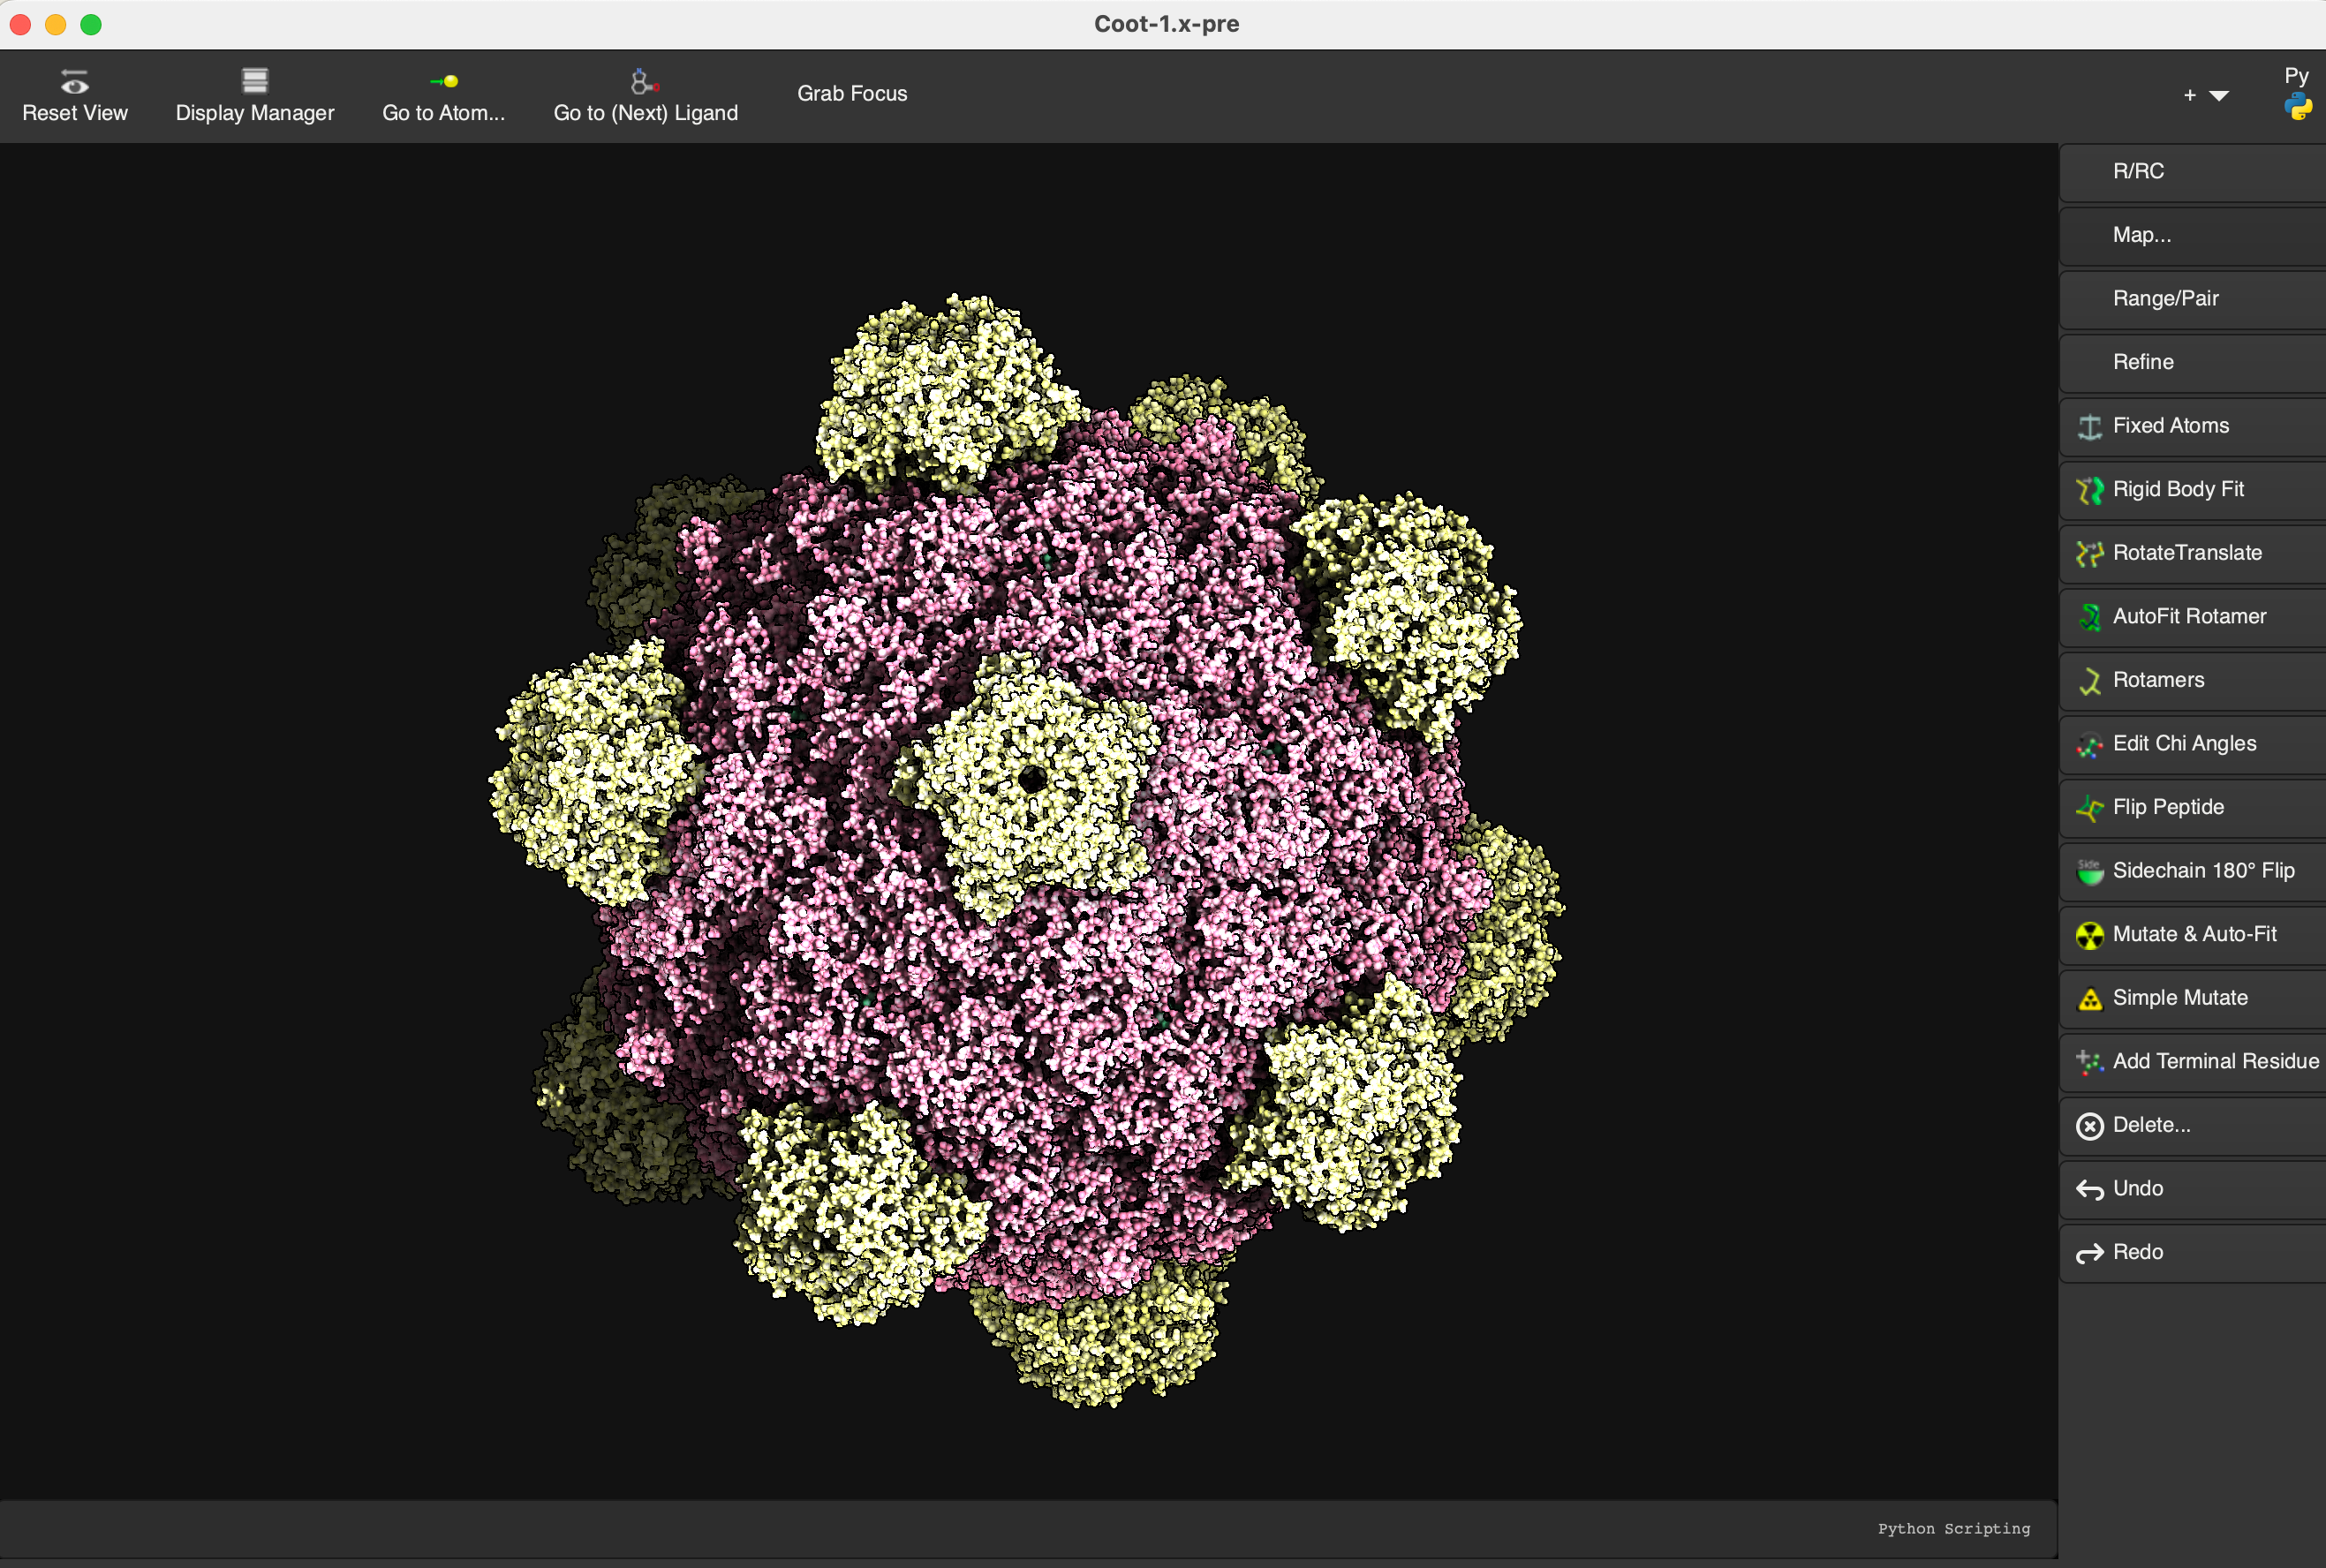 Coot-1.x-pre
Reset View
Display Manager
Go to Atom...
Go to (Next) Ligand
Grab Focus
+
Py
R/RC
Map...
Range/Pair
Refine
Fixed Atoms
Rigid Body Fit
RotateTranslate
AutoFit Rotamer
Rotamers
Edit Chi Angles
Flip Peptide
Side
Sidechain 180° Flip
Mutate & Auto-Fit
Simple Mutate
Add Terminal Residue
Delete...
Undo
Redo
Python Scripting